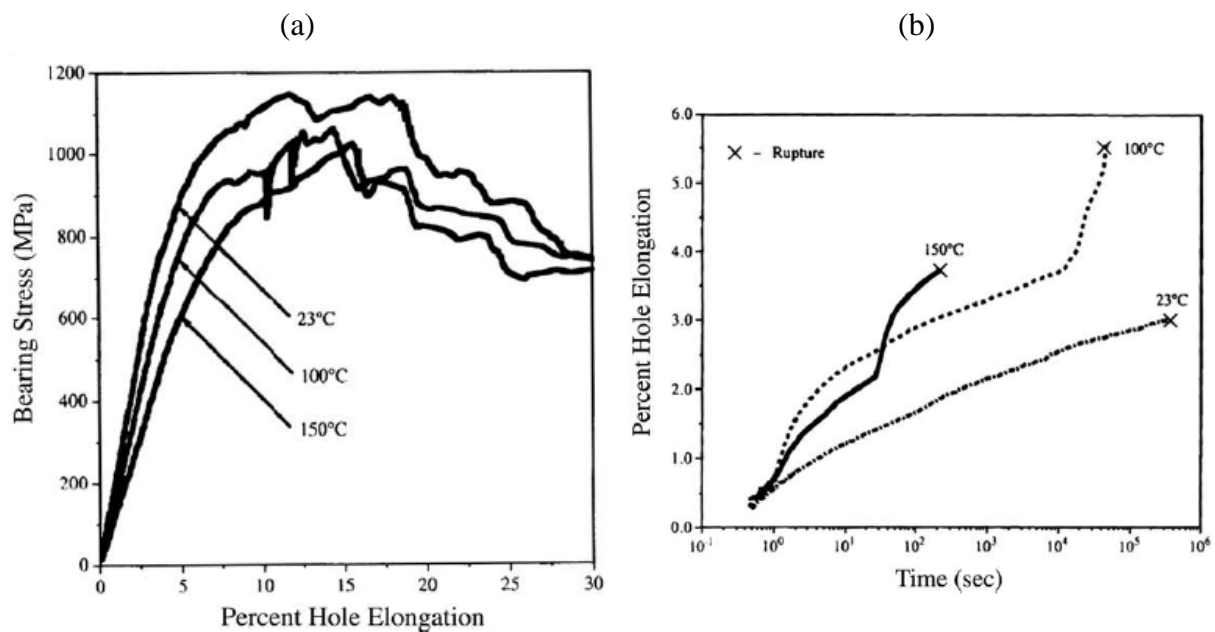 (a)
1200
1000
800
600
400
200
0
0 5 10 15 20 25 30
Bearing Stress (MPa)
Percent Hole Elongation
23°C
100°C
150°C
(b)
6.0
5.0
4.0
3.0
2.0
1.0
0.0
10⁻¹ 10⁰ 10¹ 10² 10³ 10⁴ 10⁵ 10⁶
Percent Hole Elongation
Time (sec)
× – Rupture
100°C
150°C
23°C